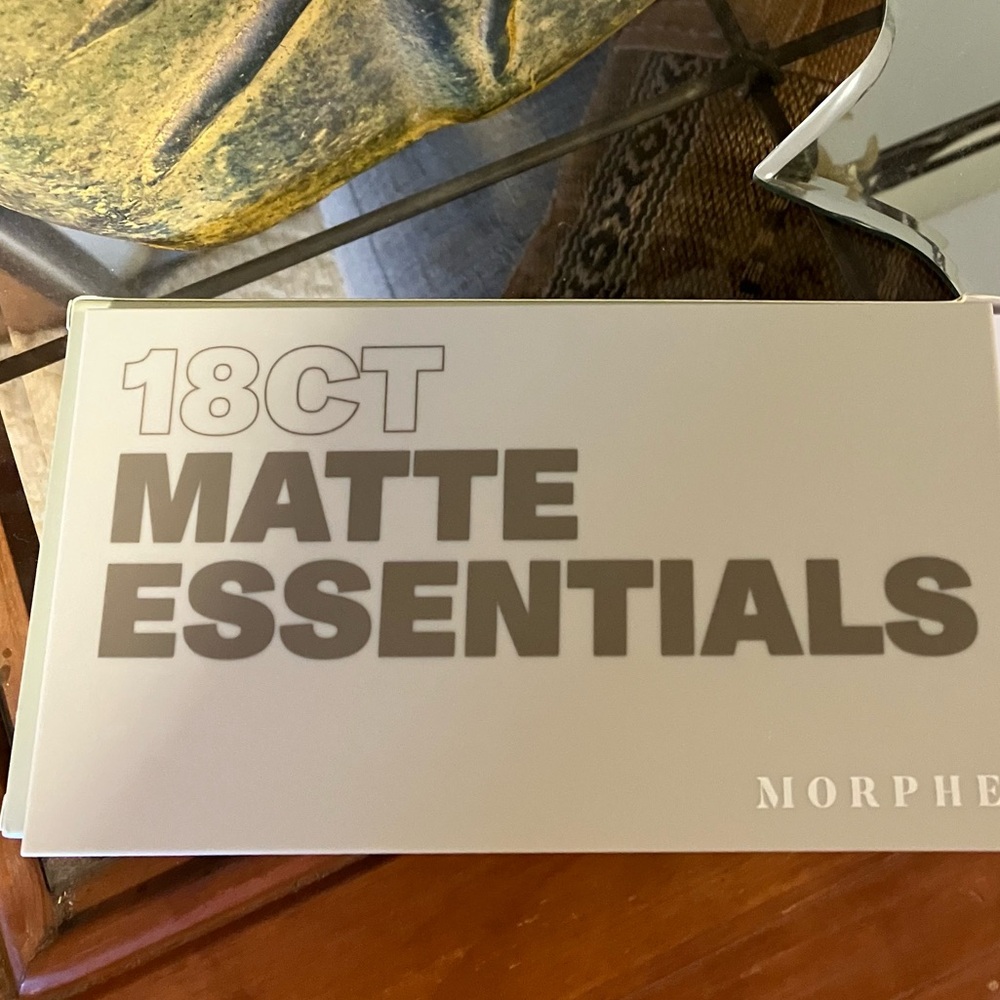 18CT
MATTE
ESSENTIALS
MORPHE